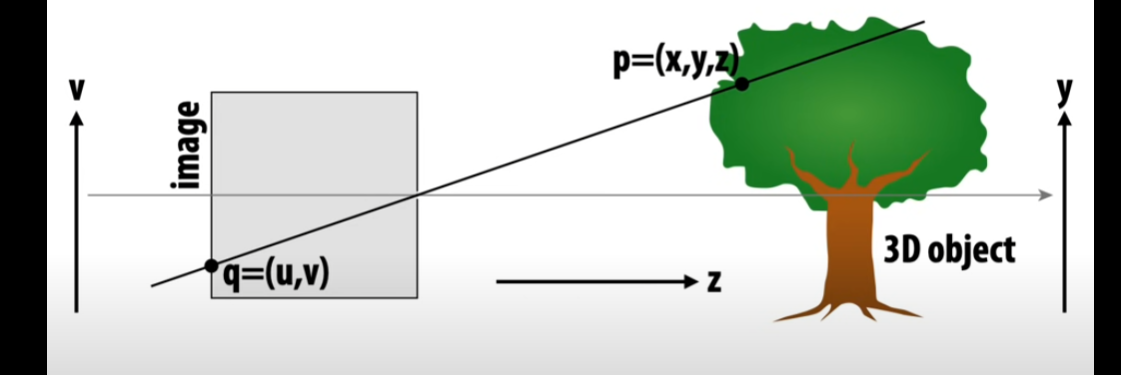 v
image
q=(u,v)
p=(x,y,z)
z
3D object
y